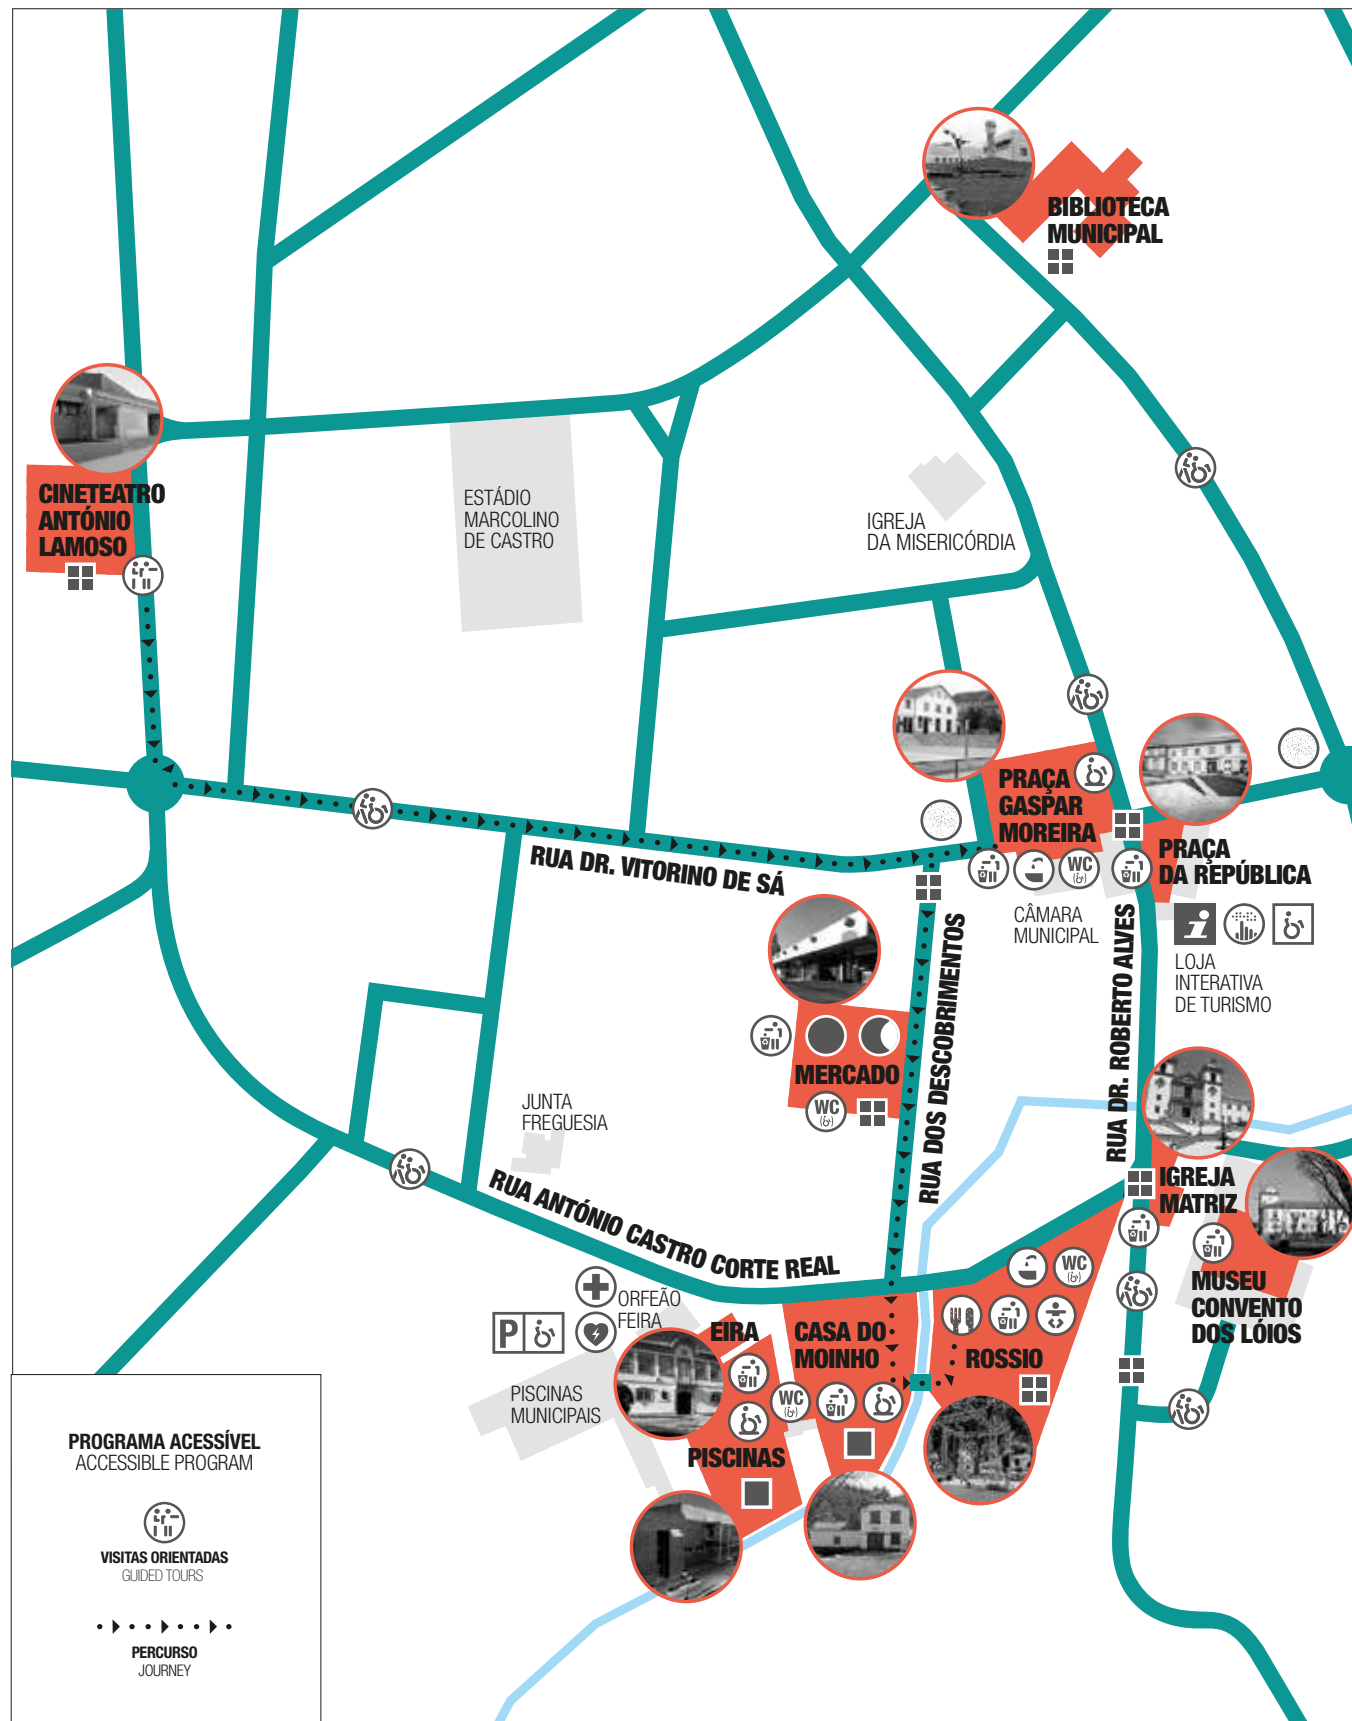 BIBLIOTECA
MUNICIPAL
CINETEATRO
ANTÓNIO
LAMOSO
ESTÁDIO
MARCOLINO
DE CASTRO
IGREJA
DA MISERICÓRDIA
PRAÇA
GASPAR
MOREIRA
RUA DR. VITORINO DE SÁ
WC
PRAÇA
DA REPÚBLICA
CÂMARA
MUNICIPAL
LOJA
INTERATIVA
DE TURISMO
RUA DOS DESCOBRIMENTOS
RUA DR. ROBERTO ALVES
MERCADO
WC
JUNTA
FREGUESIA
IGREJA
MATRIZ
RUA ANTÓNIO CASTRO CORTE REAL
WC
MUSEU
CONVENTO
DOS LÓIOS
ORFEÃO
FEIRA
P
EIRA
CASA DO
MOINHO
ROSSIO
PISCINAS
MUNICIPAIS
WC
PISCINAS
PROGRAMA ACESSÍVEL
ACCESSIBLE PROGRAM
VISITAS ORIENTADAS
GUIDED TOURS
PERCURSO
JOURNEY